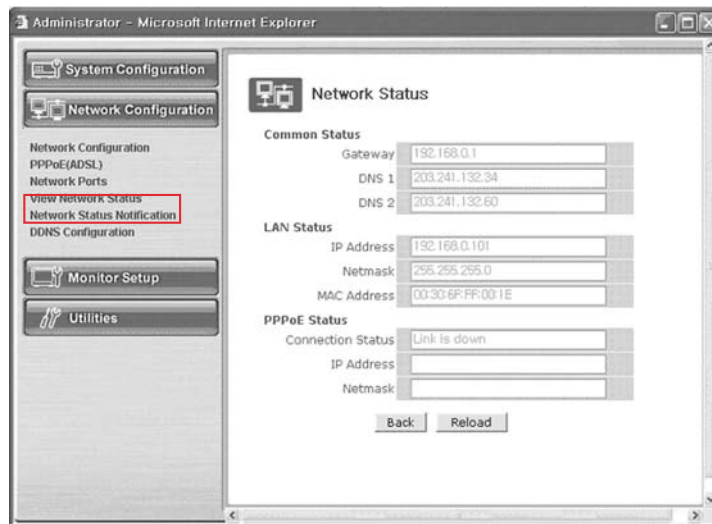 Administrator - Microsoft Internet Explorer
System Configuration
Network Configuration
Network Configuration
PPPoE(ADSL)
Network Ports
View Network Status
Network Status Notification
DDNS Configuration
Monitor Setup
Utilities
Network Status
Common Status
Gateway 192.168.0.1
DNS 1 203.241.132.34
DNS 2 203.241.132.60
LAN Status
IP Address 192.168.0.101
Netmask 255.255.255.0
MAC Address 00:30:6F:FF:00:1E
PPPoE Status
Connection Status Link is down
IP Address
Netmask
Back Reload